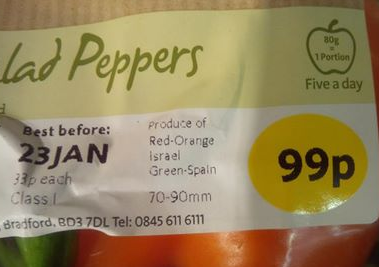 lad Peppers
80g
=
1 Portion
Five a day
d
Best before:
23JAN
33p each
Class I
Produce of
Red-Orange
Israel
Green-Spain
70-90mm
99p
Bradford. BD3 7DL Tel: 0845 611 6111